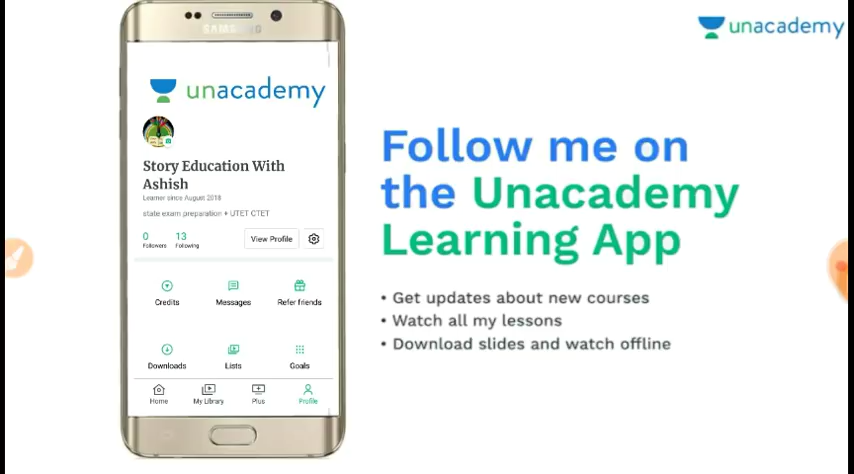 SAMSUNG
unacademy
Story Education With
Ashish
Learner since August 2018
state exam preparation + UTET CTET
0
Followers
13
Following
View Profile
Credits
Messages
Refer friends
Downloads
Lists
Goals
Home
My Library
Plus
Profile
unacademy
Follow me on
the Unacademy
Learning App
• Get updates about new courses
• Watch all my lessons
• Download slides and watch offline